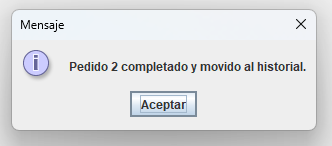 Mensaje
Pedido 2 completado y movido al historial.
Aceptar